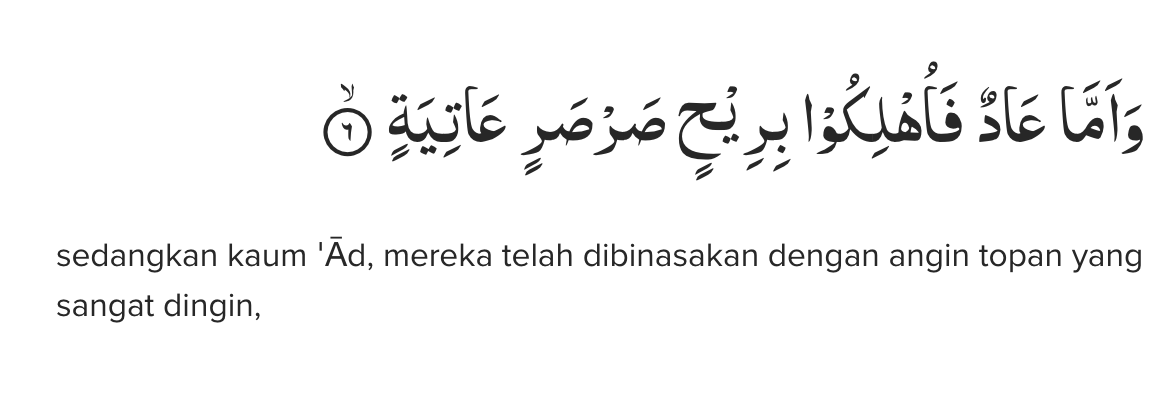 وَاَمَّا عَادٌ فَاُهْلِكُوْا بِرِيْحٍ صَرْصَرٍ عَاتِيَةٍۙ ٦
sedangkan kaum 'Ād, mereka telah dibinasakan dengan angin topan yang
sangat dingin,